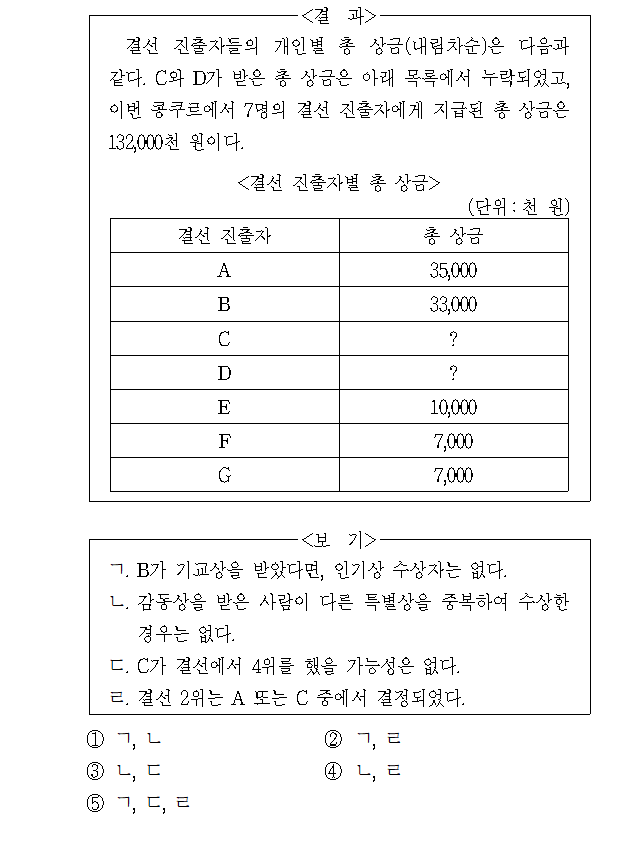 <결 과>
결선 진출자들의 개인별 총 상금(내림차순)은 다음과
같다. C와 D가 받은 총 상금은 아래 목록에서 누락되었고,
이번 콩쿠르에서 7명의 결선 진출자에게 지급된 총 상금은
132,000천 원이다.
<결선 진출자별 총 상금>
(단위 : 천 원)
결선 진출자 총 상금
A 35,000
B 33,000
C ?
D ?
E 10,000
F 7,000
G 7,000
<보 기>
ㄱ. B가 기교상을 받았다면, 인기상 수상자는 없다.
ㄴ. 감동상을 받은 사람이 다른 특별상을 중복하여 수상한
경우는 없다.
ㄷ. C가 결선에서 4위를 했을 가능성은 없다.
ㄹ. 결선 2위는 A 또는 C 중에서 결정되었다.
① ㄱ, ㄴ ② ㄱ, ㄹ
③ ㄴ, ㄷ ④ ㄴ, ㄹ
⑤ ㄱ, ㄷ, ㄹ